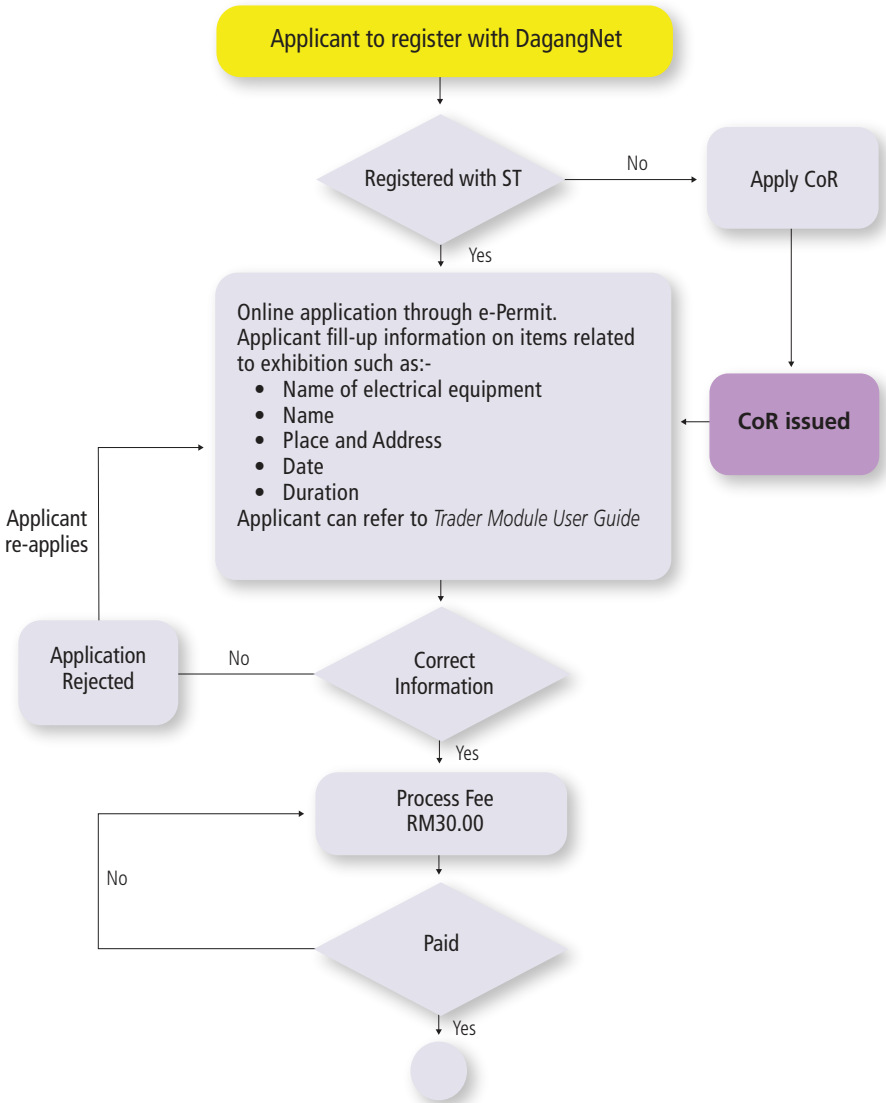 Applicant to register with DagangNet
Registered with ST
No
Apply CoR
Yes
Online application through e-Permit.
Applicant fill-up information on items related
to exhibition such as:-
• Name of electrical equipment
• Name
• Place and Address
• Date
• Duration
Applicant can refer to Trader Module User Guide
CoR issued
Applicant
re-applies
Application
Rejected
No
Correct
Information
Yes
Process Fee
RM30.00
No
Paid
Yes